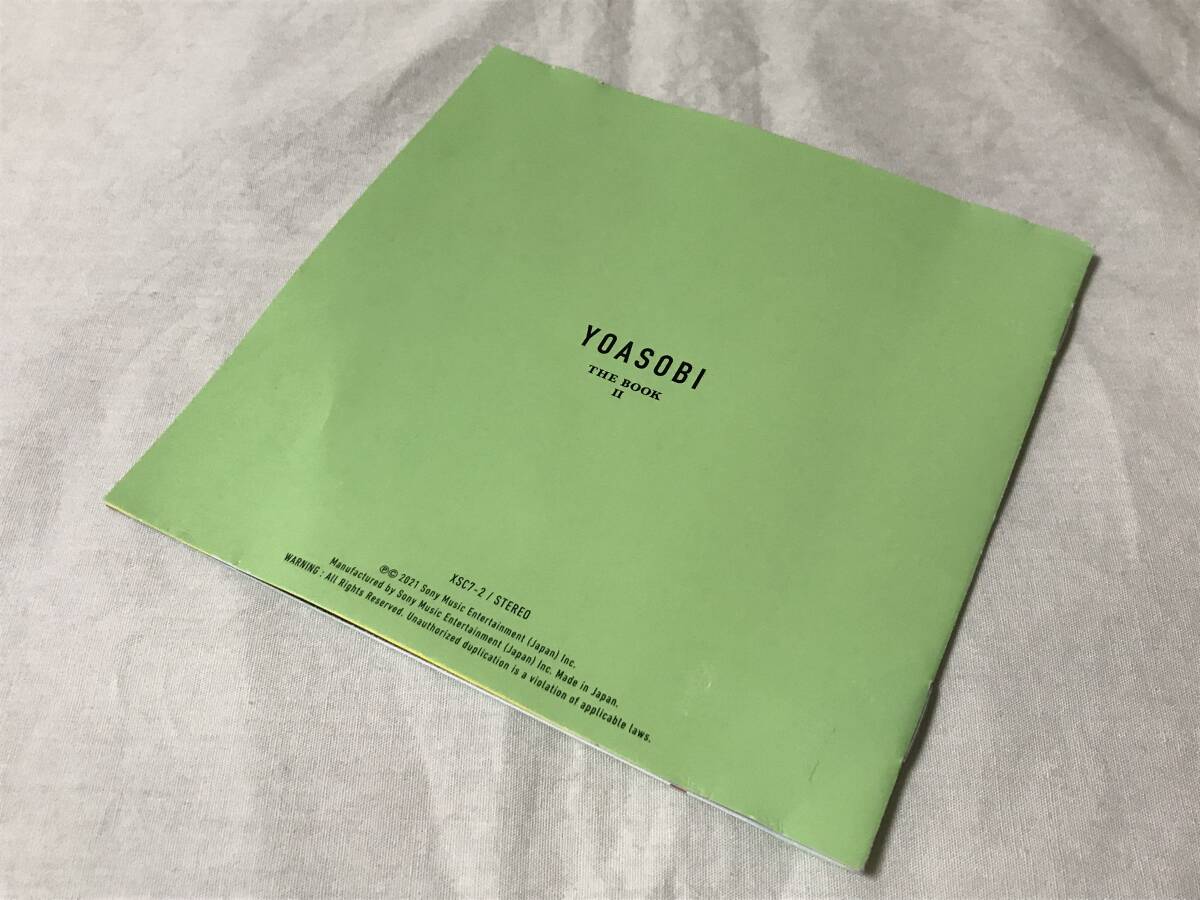 YOASOBI
THE BOOK
II
XSC7-2 / STEREO
℗© 2021 Sony Music Entertainment (Japan) Inc.
Manufactured by Sony Music Entertainment (Japan) Inc. Made in Japan.
WARNING : All Rights Reserved. Unauthorized duplication is a violation of applicable laws.